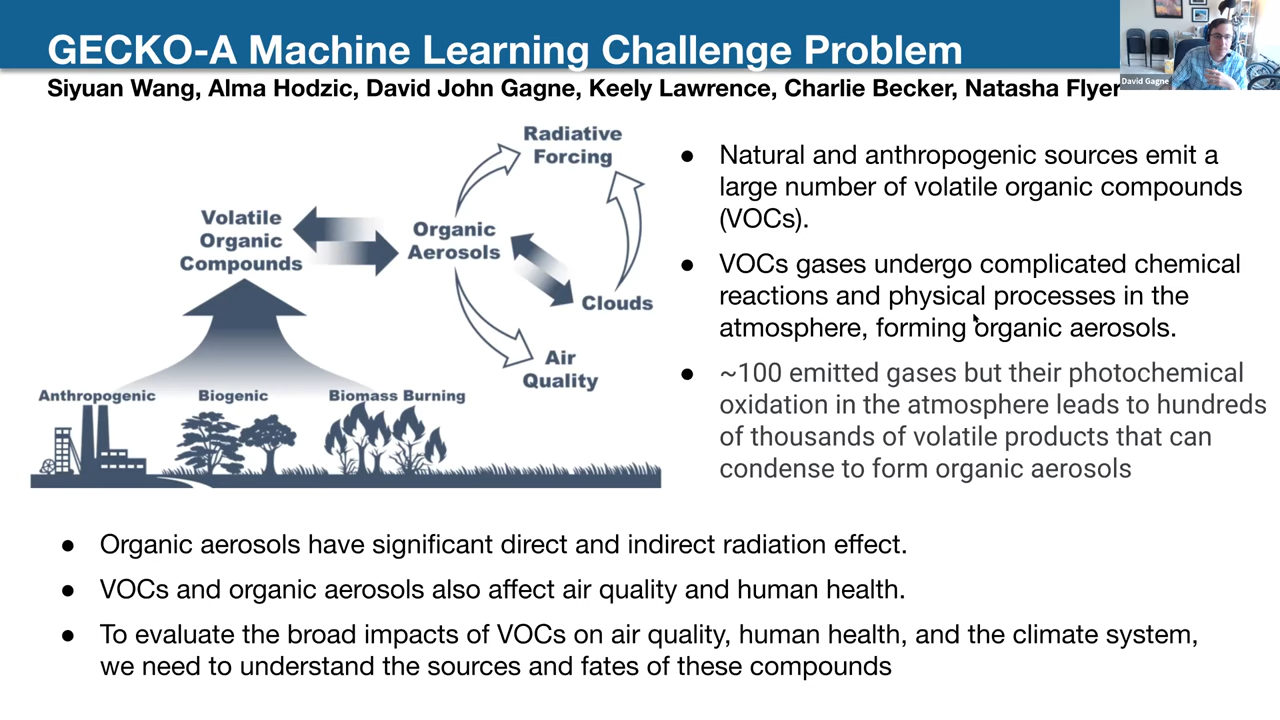 GECKO-A Machine Learning Challenge Problem
Siyuan Wang, Alma Hodzic, David John Gagne, Keely Lawrence, Charlie Becker, Natasha Flyer
David Gagne
Radiative
Forcing
Volatile
Organic
Compounds
Organic
Aerosols
Clouds
Air
Quality
Anthropogenic
Biogenic
Biomass Burning
● Natural and anthropogenic sources emit a
large number of volatile organic compounds
(VOCs).
● VOCs gases undergo complicated chemical
reactions and physical processes in the
atmosphere, forming organic aerosols.
● ~100 emitted gases but their photochemical
oxidation in the atmosphere leads to hundreds
of thousands of volatile products that can
condense to form organic aerosols
● Organic aerosols have significant direct and indirect radiation effect.
● VOCs and organic aerosols also affect air quality and human health.
● To evaluate the broad impacts of VOCs on air quality, human health, and the climate system,
we need to understand the sources and fates of these compounds